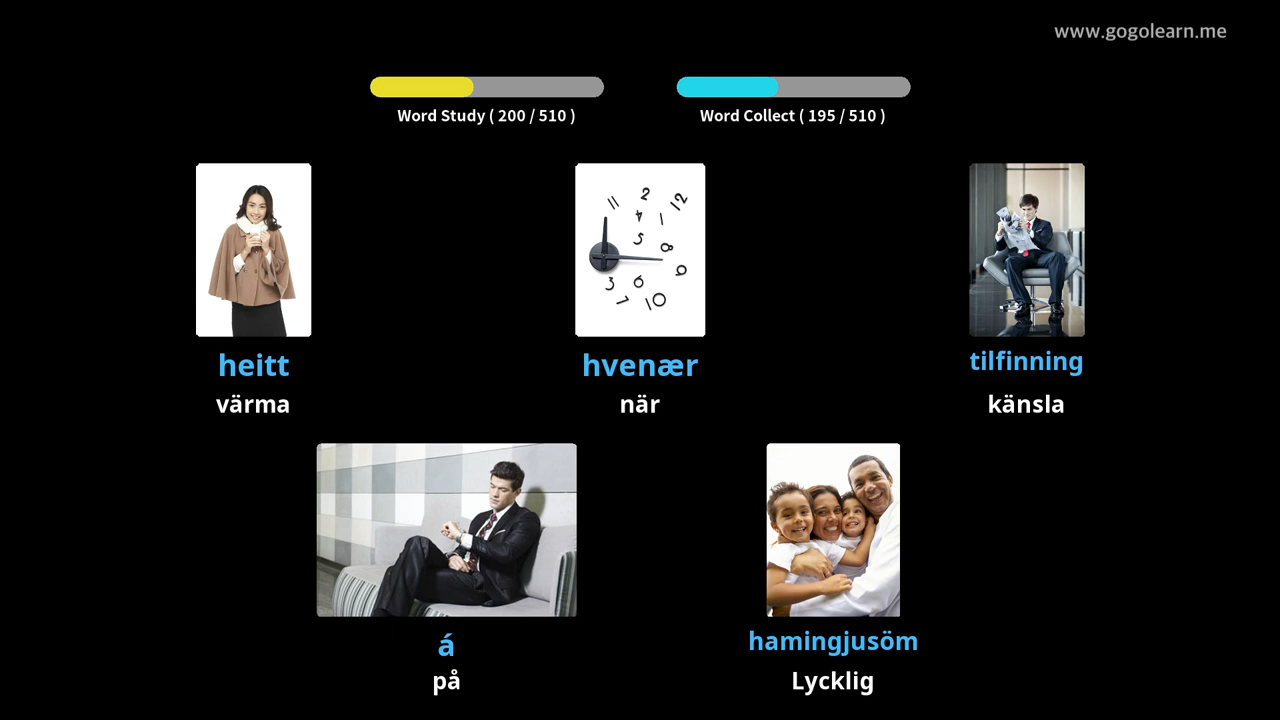 www.gogolearn.me
Word Study ( 200 / 510 )
Word Collect ( 195 / 510 )
heitt
värma
hvenær
när
tilfinning
känsla
á
på
hamingjusöm
Lycklig